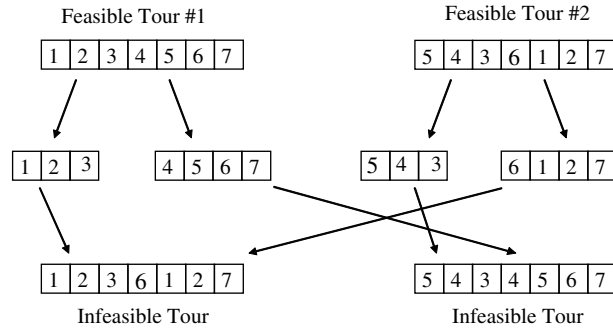 Feasible Tour #1 Feasible Tour #2
1 2 3 4 5 6 7 5 4 3 6 1 2 7
1 2 3 4 5 6 7 5 4 3 6 1 2 7
1 2 3 6 1 2 7 5 4 3 4 5 6 7
Infeasible Tour Infeasible Tour